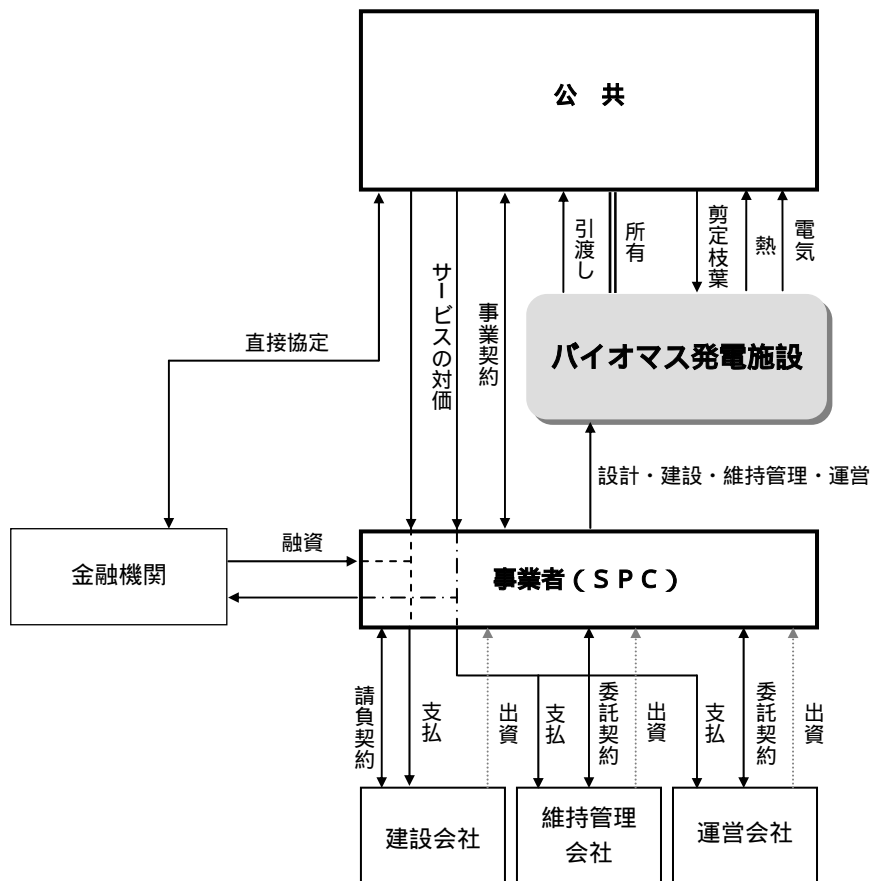 公 共
引渡し
所有
剪定枝葉
熱
電気
サービスの対価
事業契約
直接協定
バイオマス発電施設
設計・建設・維持管理・運営
金融機関
融資
事業者（ＳＰＣ）
請負契約
支払
出資
支払
委託契約
出資
支払
委託契約
出資
建設会社
維持管理
会社
運営会社